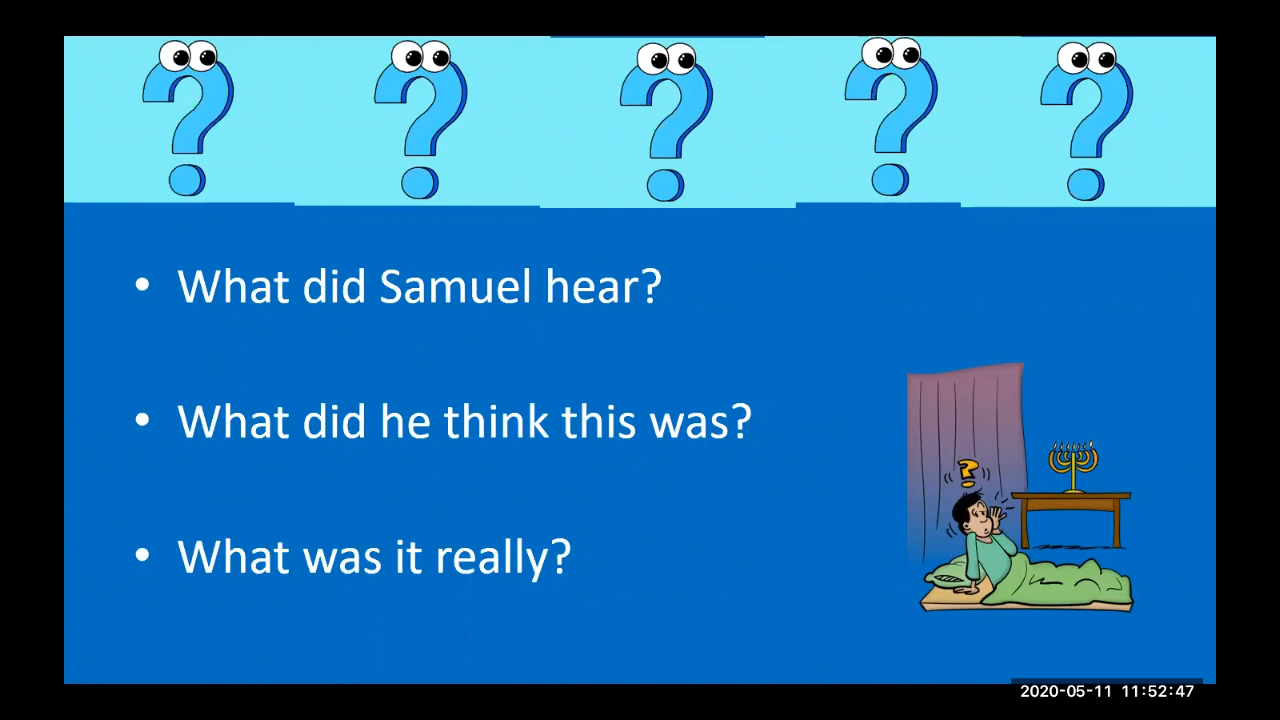 • What did Samuel hear?
• What did he think this was?
• What was it really?
2020-05-11 11:52:47